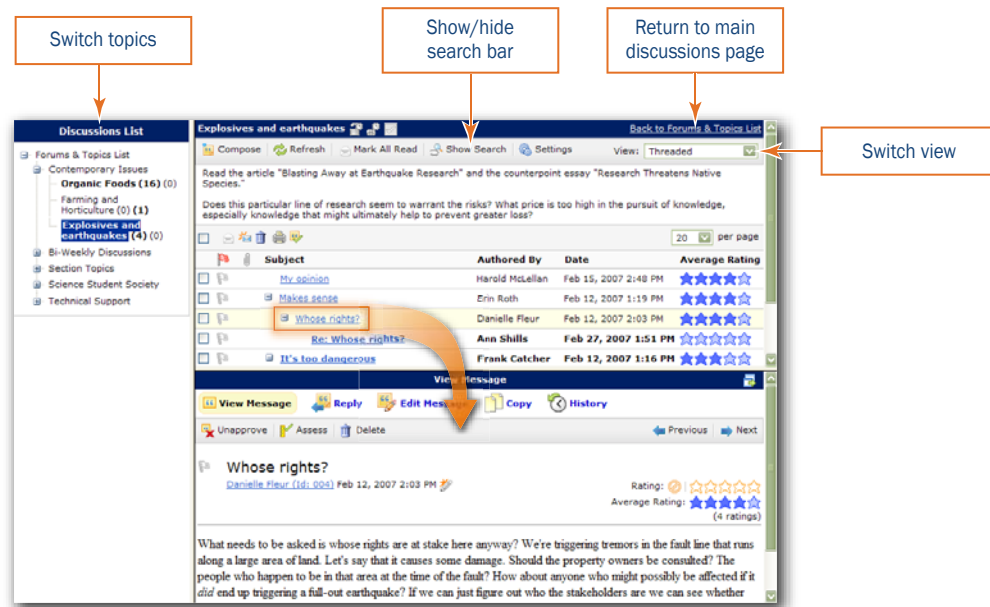 Switch topics
Show/hide
search bar
Return to main
discussions page
Switch view
Discussions List
Forums & Topics List
Contemporary Issues
Organic Foods (16) (0)
Farming and
Horticulture (0) (1)
Explosives and
earthquakes (4) (0)
Bi-Weekly Discussions
Section Topics
Science Student Society
Technical Support
Explosives and earthquakes
Back to Forums & Topics List
Compose Refresh Mark All Read Show Search Settings View: Threaded
Read the article "Blasting Away at Earthquake Research" and the counterpoint essay "Research Threatens Native
Species."
Does this particular line of research seem to warrant the risks? What price is too high in the pursuit of knowledge,
especially knowledge that might ultimately help to prevent greater loss?
20 per page
Subject Authored By Date Average Rating
My opinion Harold McLellan Feb 15, 2007 2:48 PM
Makes sense Erin Roth Feb 12, 2007 1:19 PM
Whose rights? Danielle Fleur Feb 12, 2007 2:03 PM
Re: Whose rights? Ann Shills Feb 27, 2007 1:51 PM
It's too dangerous Frank Catcher Feb 12, 2007 1:16 PM
View Message
View Message Reply Edit Message Copy History
Unapprove Assess Delete Previous Next
Whose rights?
Danielle Fleur (Id: 004) Feb 12, 2007 2:03 PM
Rating:
Average Rating:
(4 ratings)
What needs to be asked is whose rights are at stake here anyway? We're triggering tremors in the fault line that runs
along a large area of land. Let's say that it causes some damage. Should the property owners be consulted? The
people who happen to be in that area at the time of the fault? How about anyone who might possibly be affected if it
did end up triggering a full-out earthquake? If we can just figure out who the stakeholders are we can see whether